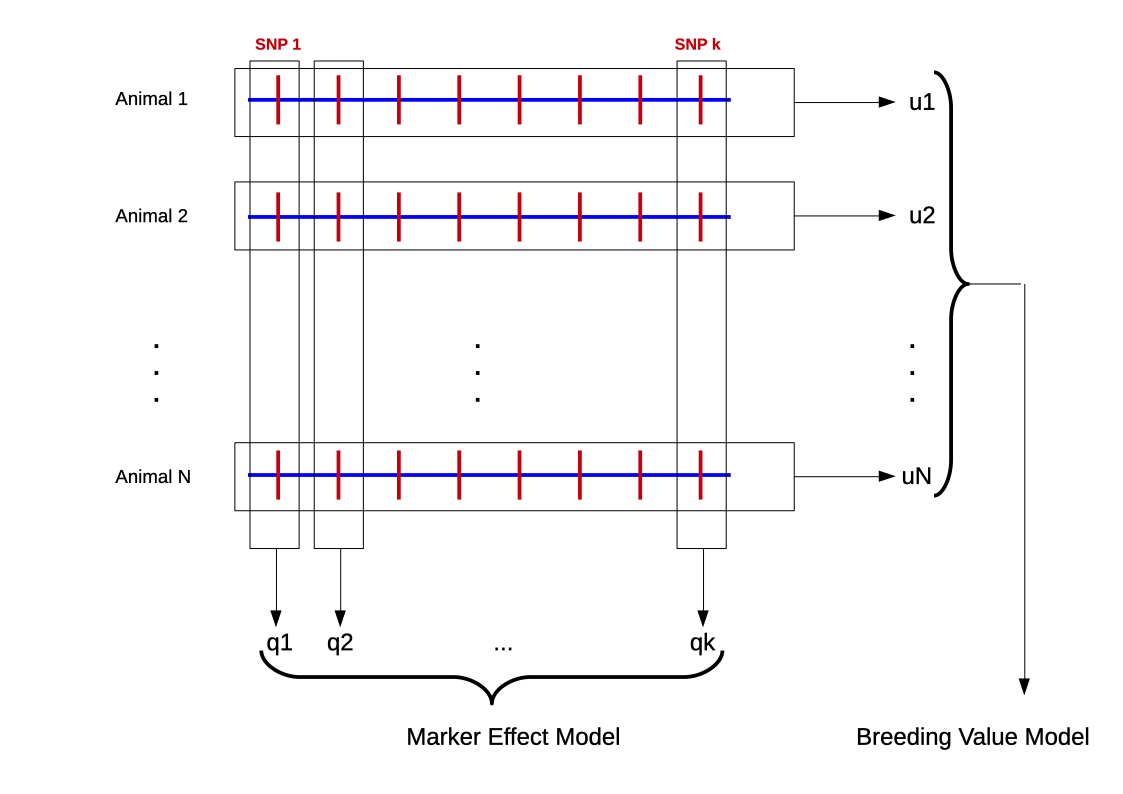 SNP 1 SNP k
Animal 1 u1
Animal 2 u2
. . .
. . .
. . .
Animal N uN
q1 q2 ... qk
Marker Effect Model Breeding Value Model